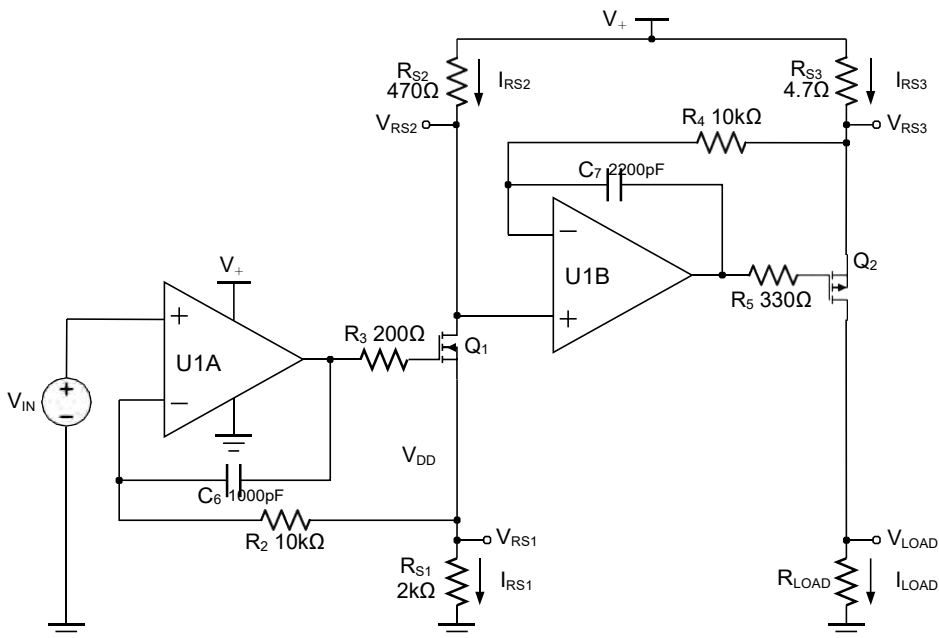 V+
RS2
470Ω
IRS2
RS3
4.7Ω
IRS3
VRS2
R4 10kΩ
VRS3
C7 2200pF
V+
U1B
Q2
R5 330Ω
R3 200Ω
Q1
U1A
VIN
VDD
C6 1000pF
R2 10kΩ
VRS1
VLOAD
RS1
2kΩ
IRS1
RLOAD
ILOAD